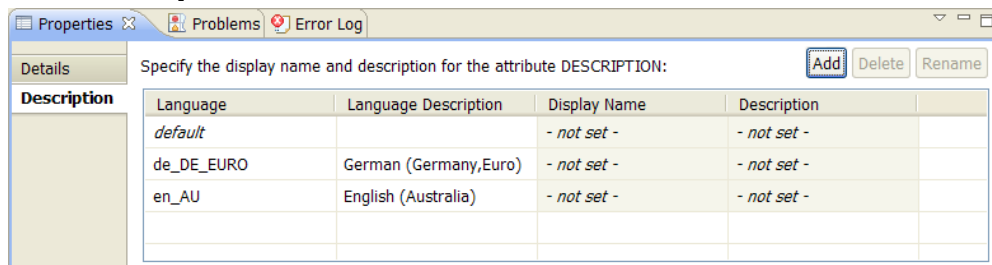 Properties Problems Error Log
Details Specify the display name and description for the attribute DESCRIPTION: Add Delete Rename
Description Language Language Description Display Name Description
default - not set - - not set -
de_DE_EURO German (Germany,Euro) - not set - - not set -
en_AU English (Australia) - not set - - not set -